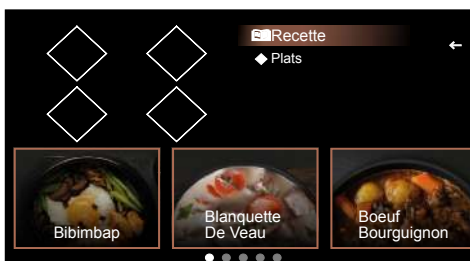 Recette
Plats
Bibimbap
Blanquette
De Veau
Boeuf
Bourguignon